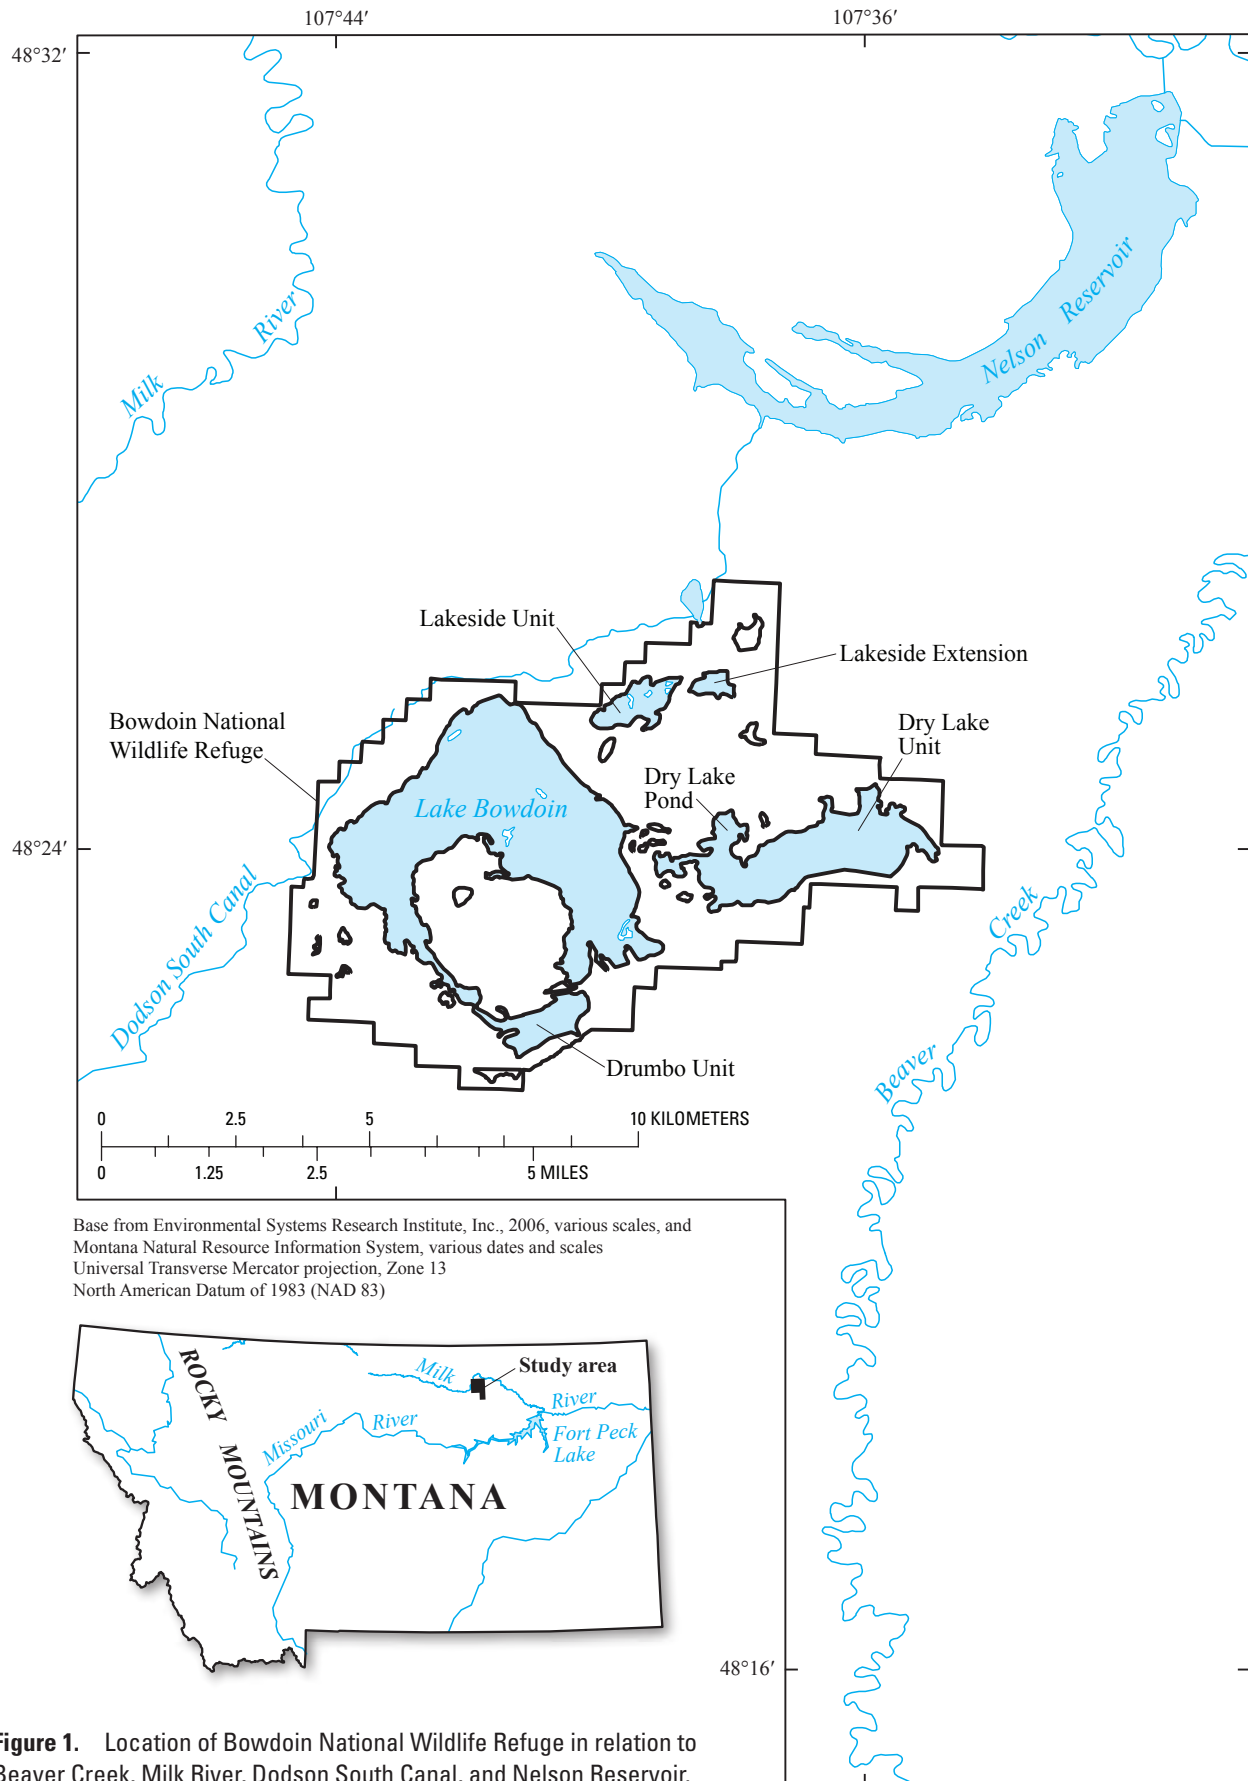 107°44′
107°36′
48°32′
Milk
River
Nelson
Reservoir
Lakeside Unit
Lakeside Extension
Bowdoin National
Wildlife Refuge
Dry Lake
Unit
Dry Lake
Pond
Lake Bowdoin
48°24′
Dodson South Canal
Creek
Beaver
Drumbo Unit
0 2.5 5 10 KILOMETERS
0 1.25 2.5 5 MILES
Base from Environmental Systems Research Institute, Inc., 2006, various scales, and
Montana Natural Resource Information System, various dates and scales
Universal Transverse Mercator projection, Zone 13
North American Datum of 1983 (NAD 83)
ROCKY MOUNTAINS
Milk
Study area
River
Missouri
River
Fort Peck
Lake
MONTANA
48°16′
Figure 1. Location of Bowdoin National Wildlife Refuge in relation to
Beaver Creek, Milk River, Dodson South Canal, and Nelson Reservoir.